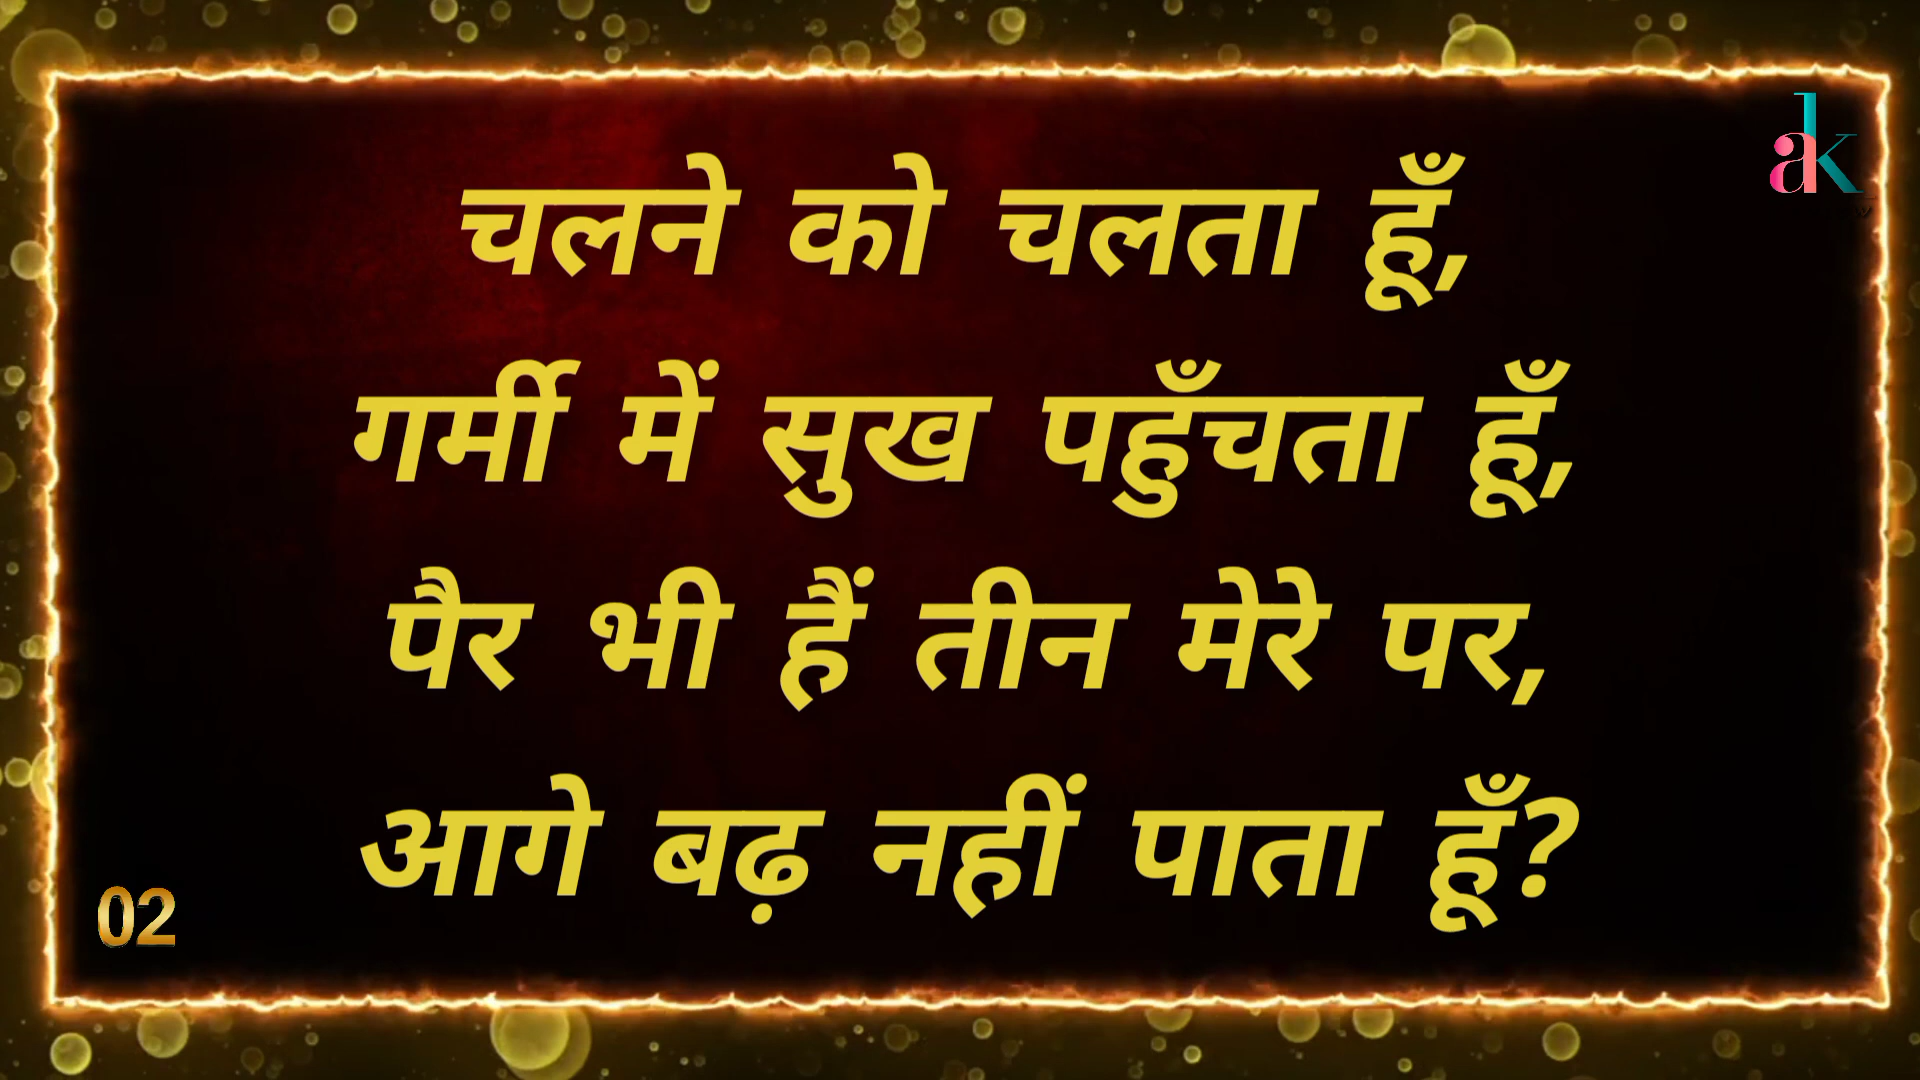 चलने को चलता हूँ,
गर्मी में सुख पहुँचता हूँ,
पैर भी हैं तीन मेरे पर,
आगे बढ़ नहीं पाता हूँ?
02
ak